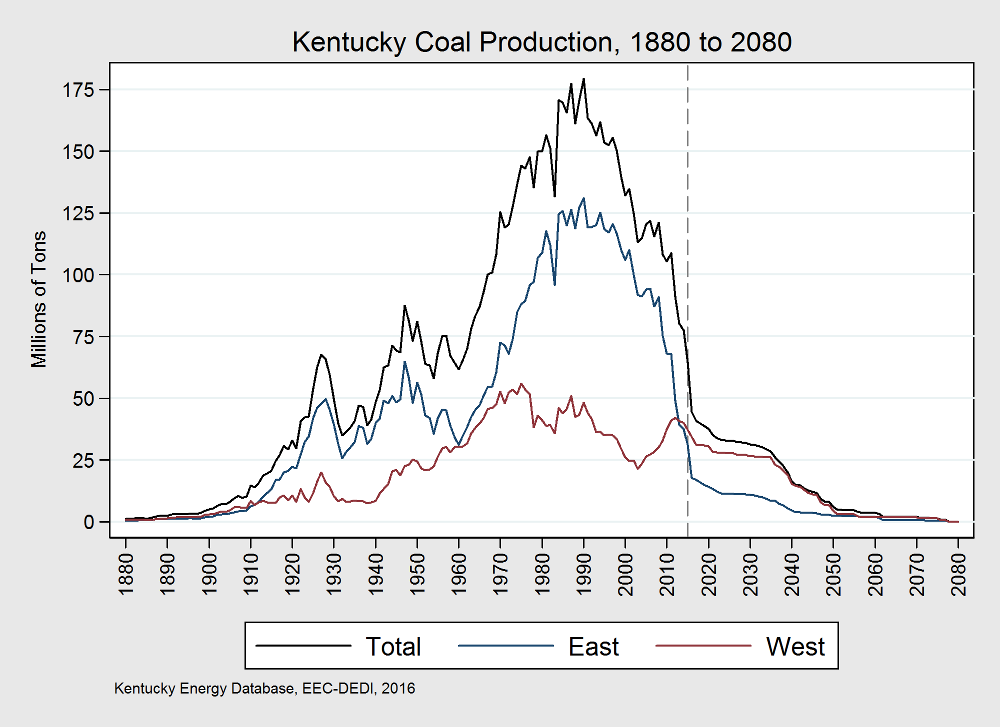 Kentucky Coal Production, 1880 to 2080
Millions of Tons
175
150
125
100
75
50
25
0
1880 1890 1900 1910 1920 1930 1940 1950 1960 1970 1980 1990 2000 2010 2020 2030 2040 2050 2060 2070 2080
Total East West
Kentucky Energy Database, EEC-DEDI, 2016